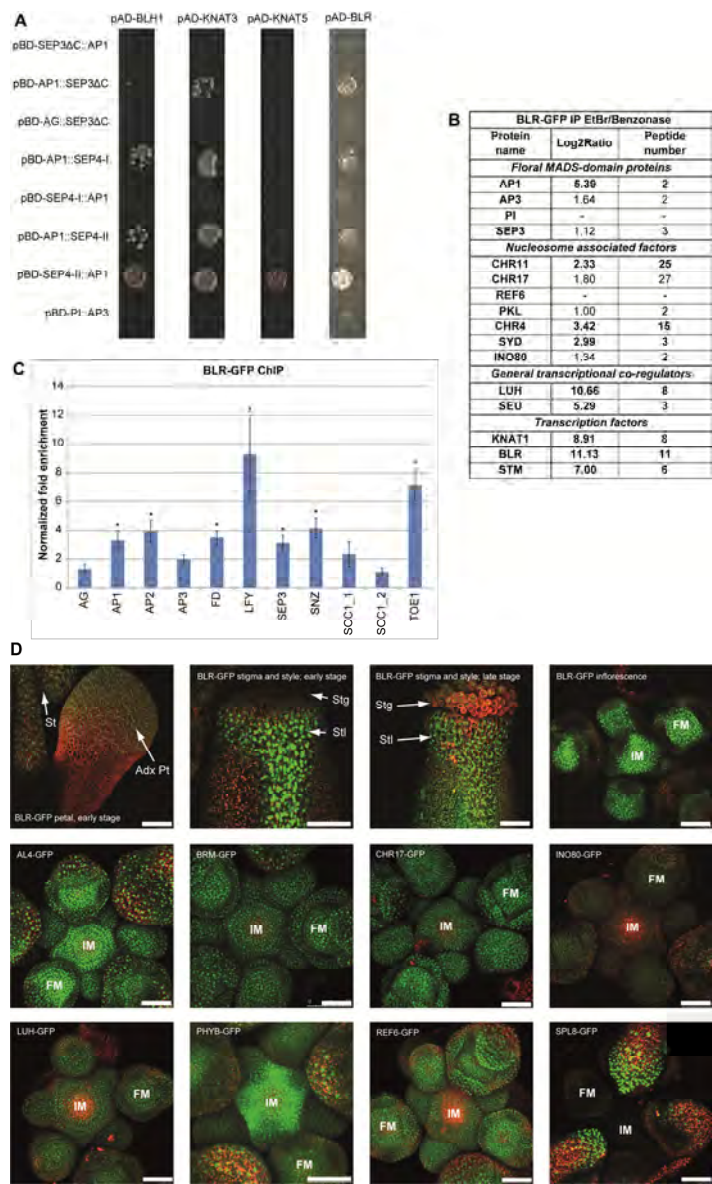 A
pAD-BLH1 pAD-KNAT3 pAD-KNAT5 pAD-BLR
pBD-SEP3ΔC::AP1
pBD-AP1::SEP3ΔC
pBD-AG::SEP3ΔC
pBD-AP1::SEP4-I
pBD-SEP4-I::AP1
pBD-AP1::SEP4-II
pBD-SEP4-II::AP1
pBD-PI::AP3
B
BLR-GFP IP EtBr/Benzonase
Protein name Log2Ratio Peptide number
Floral MADS-domain proteins
AP1 5.39 2
AP3 1.64 2
PI - -
SEP3 1.12 3
Nucleosome associated factors
CHR11 2.33 25
CHR17 1.80 27
REF6 - -
PKL 1.00 2
CHR4 3.42 15
SYD 2.99 3
INO80 1.34 2
General transcriptional co-regulators
LUH 10.66 8
SEU 5.29 3
Transcription factors
KNAT1 8.91 8
BLR 11.13 11
STM 7.00 6
C
BLR-GFP ChIP
Normalized fold enrichment
14
12
10
8
6
4
2
0
AG AP1 AP2 AP3 FD LFY SEP3 SNZ SCC1_1 SCC1_2 TOE1
D
St
Adx Pt
BLR-GFP petal, early stage
BLR-GFP stigma and style; early stage
Stg
Stl
BLR-GFP stigma and style; late stage
Stg
Stl
BLR-GFP inflorescence
FM
IM
AL4-GFP
IM
FM
BRM-GFP
IM
FM
CHR17-GFP
FM
IM
INO80-GFP
FM
IM
LUH-GFP
IM
FM
PHYB-GFP
IM
FM
REF6-GFP
IM
FM
SPL8-GFP
FM
IM